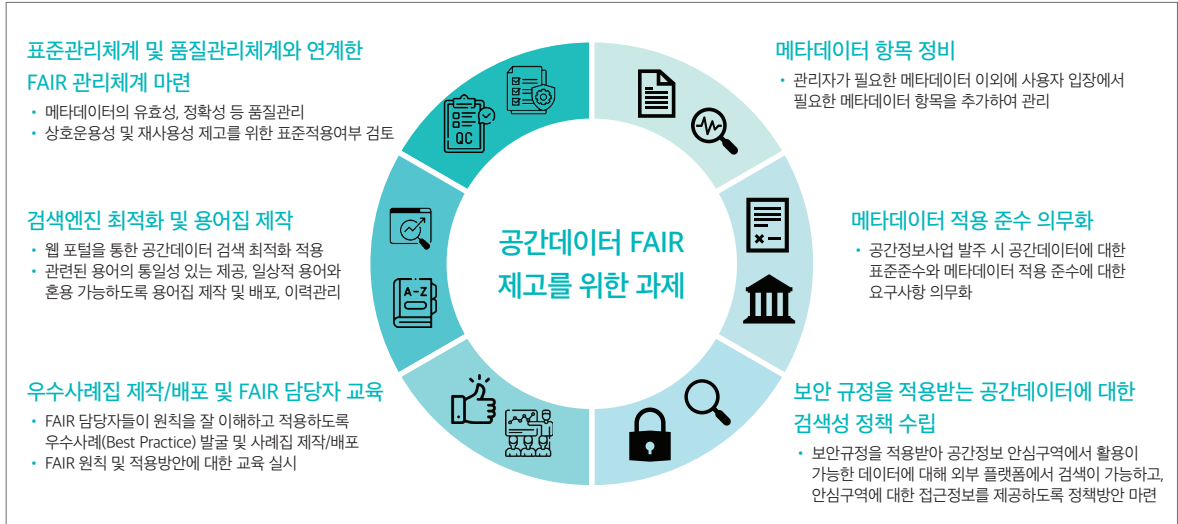 표준관리체계 및 품질관리체계와 연계한
FAIR 관리체계 마련
• 메타데이터의 유효성, 정확성 등 품질관리
• 상호운용성 및 재사용성 제고를 위한 표준적용여부 검토
검색엔진 최적화 및 용어집 제작
• 웹 포털을 통한 공간데이터 검색 최적화 적용
• 관련된 용어의 통일성 있는 제공, 일상적 용어와
혼용 가능하도록 용어집 제작 및 배포, 이력관리
우수사례집 제작/배포 및 FAIR 담당자 교육
• FAIR 담당자들이 원칙을 잘 이해하고 적용하도록
우수사례(Best Practice) 발굴 및 사례집 제작/배포
• FAIR 원칙 및 적용방안에 대한 교육 실시
QC
A-Z
공간데이터 FAIR
제고를 위한 과제
메타데이터 항목 정비
• 관리자가 필요한 메타데이터 이외에 사용자 입장에서
필요한 메타데이터 항목을 추가하여 관리
메타데이터 적용 준수 의무화
• 공간정보사업 발주 시 공간데이터에 대한
표준준수와 메타데이터 적용 준수에 대한
요구사항 의무화
보안 규정을 적용받는 공간데이터에 대한
검색성 정책 수립
• 보안규정을 적용받아 공간정보 안심구역에서 활용이
가능한 데이터에 대해 외부 플랫폼에서 검색이 가능하고,
안심구역에 대한 접근정보를 제공하도록 정책방안 마련